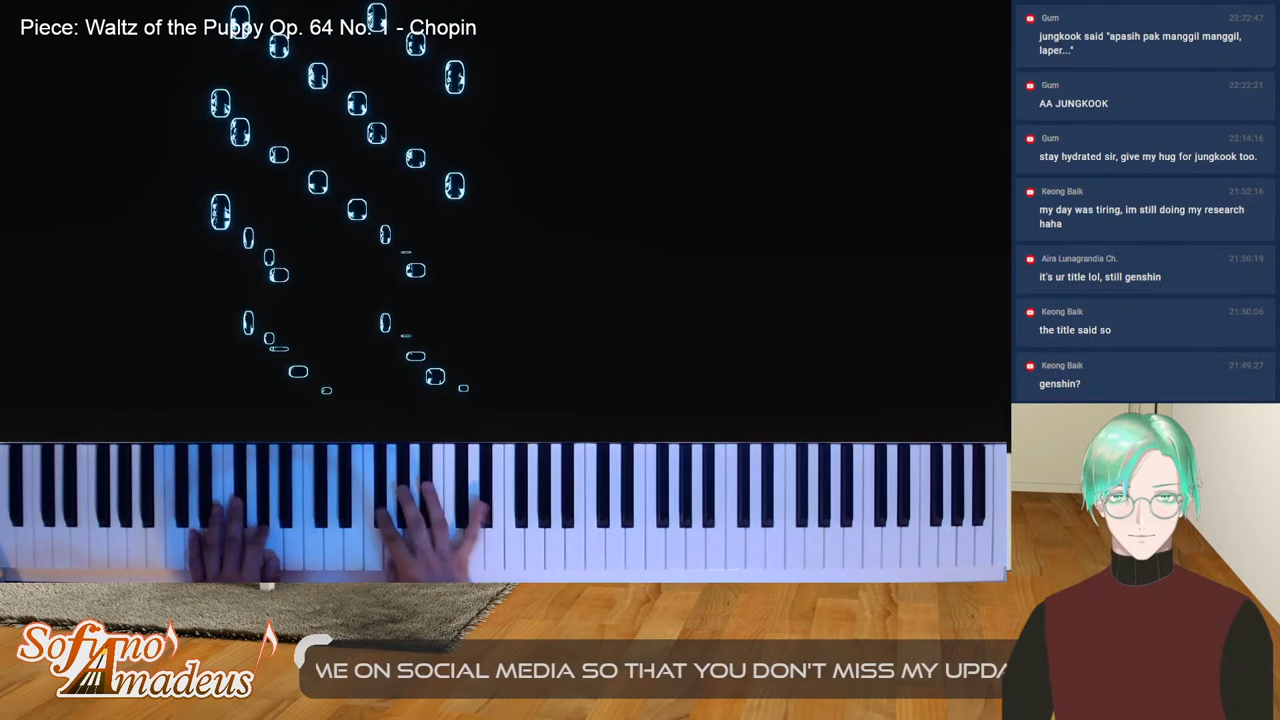 Piece: Waltz of the Puppy Op. 64 No. 1 - Chopin
Gum 22:22:47
jungkook said "apasih pak manggil manggil,
laper..."
Gum 22:22:21
AA JUNGKOOK
Gum 22:14:16
stay hydrated sir, give my hug for jungkook too.
Keong Baik 21:52:16
my day was tiring, im still doing my research
haha
Aira Lunagrandia Ch. 21:50:19
it's ur title lol, still genshin
Keong Baik 21:50:06
the title said so
Keong Baik 21:49:27
genshin?
Sofiano
Amadeus
ME ON SOCIAL MEDIA SO THAT YOU DON'T MISS MY UPDA